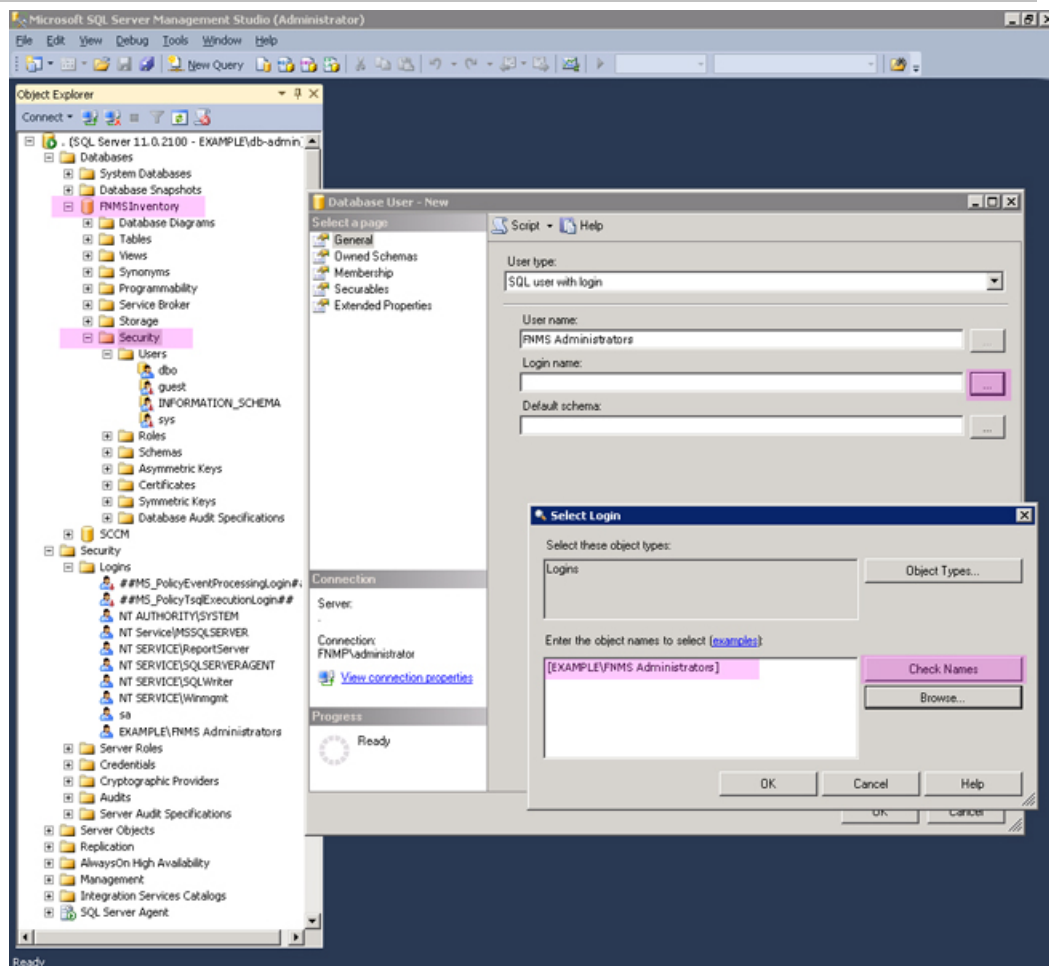 Microsoft SQL Server Management Studio (Administrator)
File Edit View Debug Tools Window Help
New Query
Object Explorer
Connect
. (SQL Server 11.0.2100 - EXAMPLE\db-admin
Databases
System Databases
Database Snapshots
FNMSInventory
Database Diagrams
Tables
Views
Synonyms
Programmability
Service Broker
Storage
Security
Users
dbo
guest
INFORMATION_SCHEMA
sys
Roles
Schemas
Asymmetric Keys
Certificates
Symmetric Keys
Database Audit Specifications
SCCM
Security
Logins
##MS_PolicyEventProcessingLogin#
##MS_PolicyTsqlExecutionLogin##
NT AUTHORITY\SYSTEM
NT Service\MSSQLSERVER
NT SERVICE\ReportServer
NT SERVICE\SQLSERVERAGENT
NT SERVICE\SQLWriter
NT SERVICE\Winmgmt
sa
EXAMPLE\FNMS Administrators
Server Roles
Credentials
Cryptographic Providers
Audits
Server Audit Specifications
Server Objects
Replication
AlwaysOn High Availability
Management
Integration Services Catalogs
SQL Server Agent
Ready
Database User - New
Select a page
General
Owned Schemas
Membership
Securables
Extended Properties
Script Help
User type:
SQL user with login
User name:
FNMS Administrators
...
Login name:
...
Default schema:
...
Connection
Server:
.
Connection:
FNMP\administrator
View connection properties
Progress
Ready
OK Cancel
Select Login
Select these object types:
Logins
Object Types...
Enter the object names to select (examples):
[EXAMPLE\FNMS Administrators]
Check Names
Browse...
OK Cancel Help